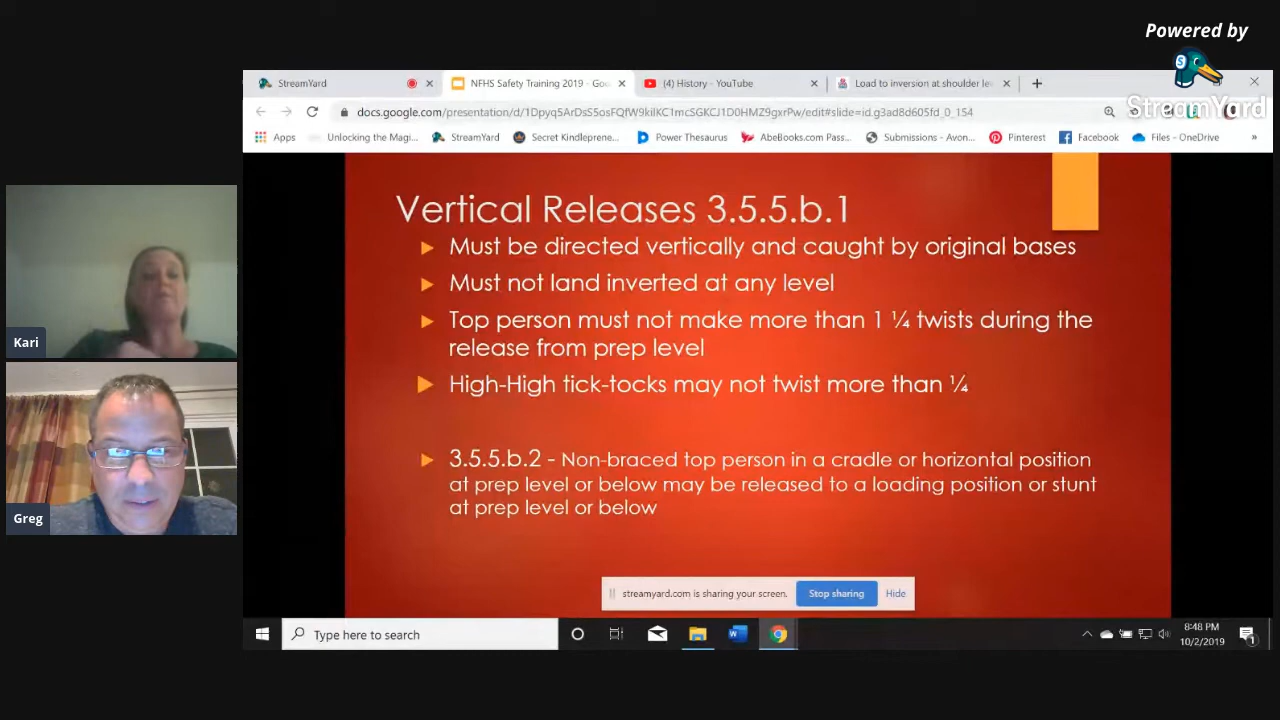 Powered by
StreamYard
StreamYard
NFHS Safety Training 2019 - Goo
(4) History - YouTube
Load to inversion at shoulder le
docs.google.com/presentation/d/1Dpyq5ArDsS5osFQfW9kilKC1mcSGKCJ1D0HMZ9gxrPw/edit#slide=id.g3ad8d605fd_0_154
Apps Unlocking the Magi... StreamYard Secret Kindleprene... Power Thesaurus AbeBooks.com Pass... Submissions - Avon... Pinterest Facebook Files - OneDrive »
Vertical Releases 3.5.5.b.1
Must be directed vertically and caught by original bases
Must not land inverted at any level
Top person must not make more than 1 ¼ twists during the
release from prep level
High-High tick-tocks may not twist more than ¼
3.5.5.b.2 - Non-braced top person in a cradle or horizontal position
at prep level or below may be released to a loading position or stunt
at prep level or below
Kari
Greg
streamyard.com is sharing your screen. Stop sharing Hide
Type here to search
8:48 PM
10/2/2019
1